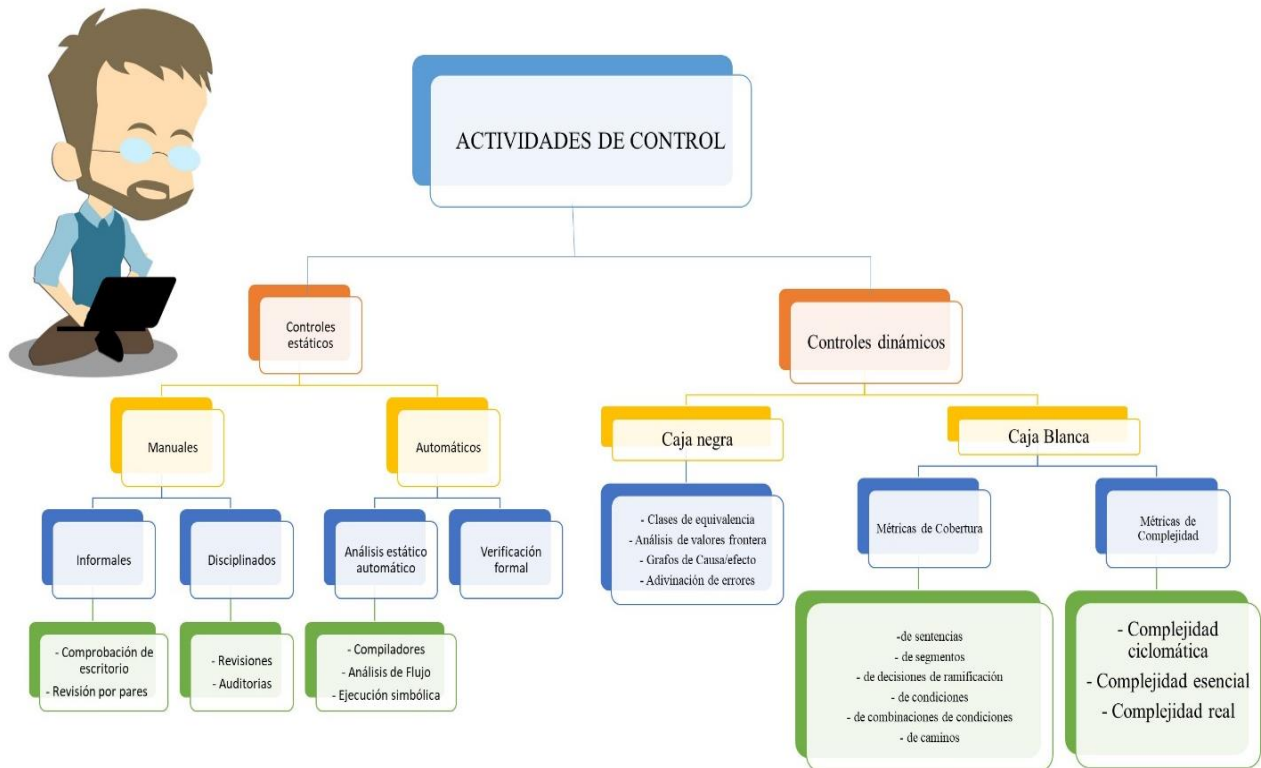 ACTIVIDADES DE CONTROL
Controles
estáticos
Controles dinámicos
Manuales
Automáticos
Caja negra
Caja Blanca
Informales
Disciplinados
Análisis estático
automático
Verificación
formal
- Clases de equivalencia
- Análisis de valores frontera
- Grafos de Causa/efecto
- Adivinación de errores
Métricas de Cobertura
Métricas de
Complejidad
- Comprobación de
escritorio
- Revisión por pares
- Revisiones
- Auditorias
- Compiladores
- Análisis de Flujo
- Ejecución simbólica
-de sentencias
- de segmentos
- de decisiones de ramificación
- de condiciones
- de combinaciones de condiciones
- de caminos
- Complejidad
ciclomática
- Complejidad esencial
- Complejidad real